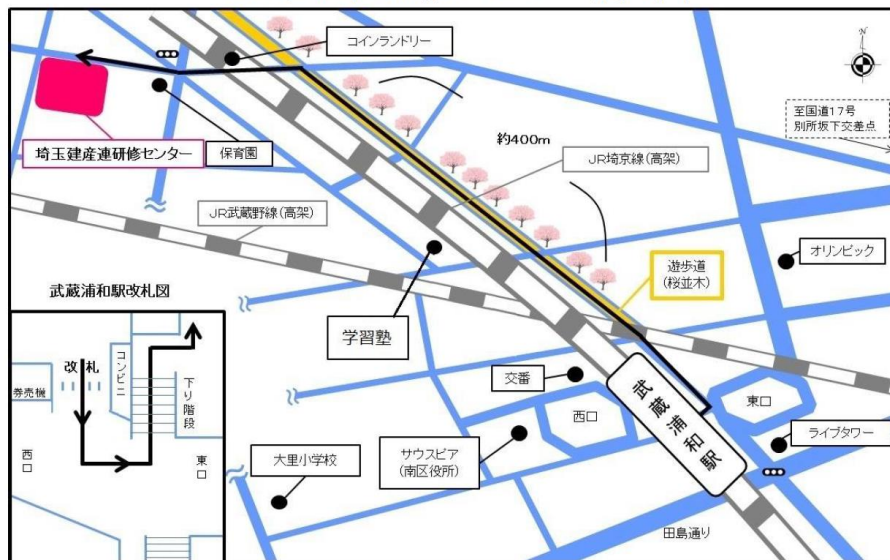 コインランドリー
N
至国道17号
別所坂下交差点
埼玉建産連研修センター
保育園
約400m
JR埼京線(高架)
JR武蔵野線(高架)
オリンピック
遊歩道
(桜並木)
武蔵浦和駅改札図
学習塾
改札
コンビニ
券売機
下り階段
西口
東口
交番
武蔵浦和駅
西口
東口
サウスピア
(南区役所)
大里小学校
ライブタワー
田島通り